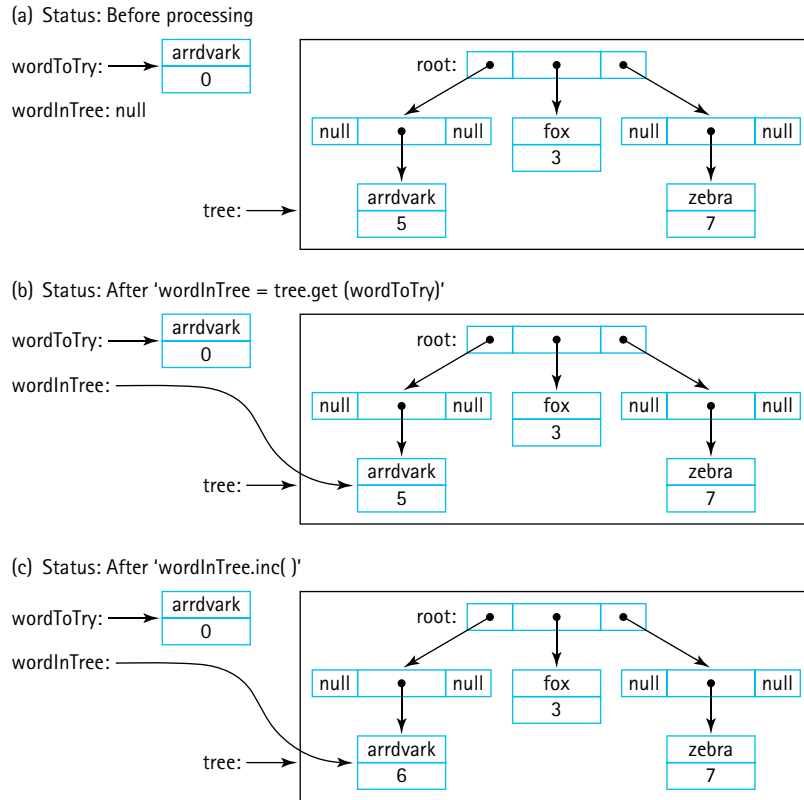 (a) Status: Before processing
wordToTry:
arrdvark
0
root:
wordInTree: null
null
null
fox
3
null
null
tree:
arrdvark
5
zebra
7
(b) Status: After ‘wordInTree = tree.get (wordToTry)’
wordToTry:
arrdvark
0
root:
wordInTree:
null
null
fox
3
null
null
tree:
arrdvark
5
zebra
7
(c) Status: After ‘wordInTree.inc( )’
wordToTry:
arrdvark
0
root:
wordInTree:
null
null
fox
3
null
null
tree:
arrdvark
6
zebra
7